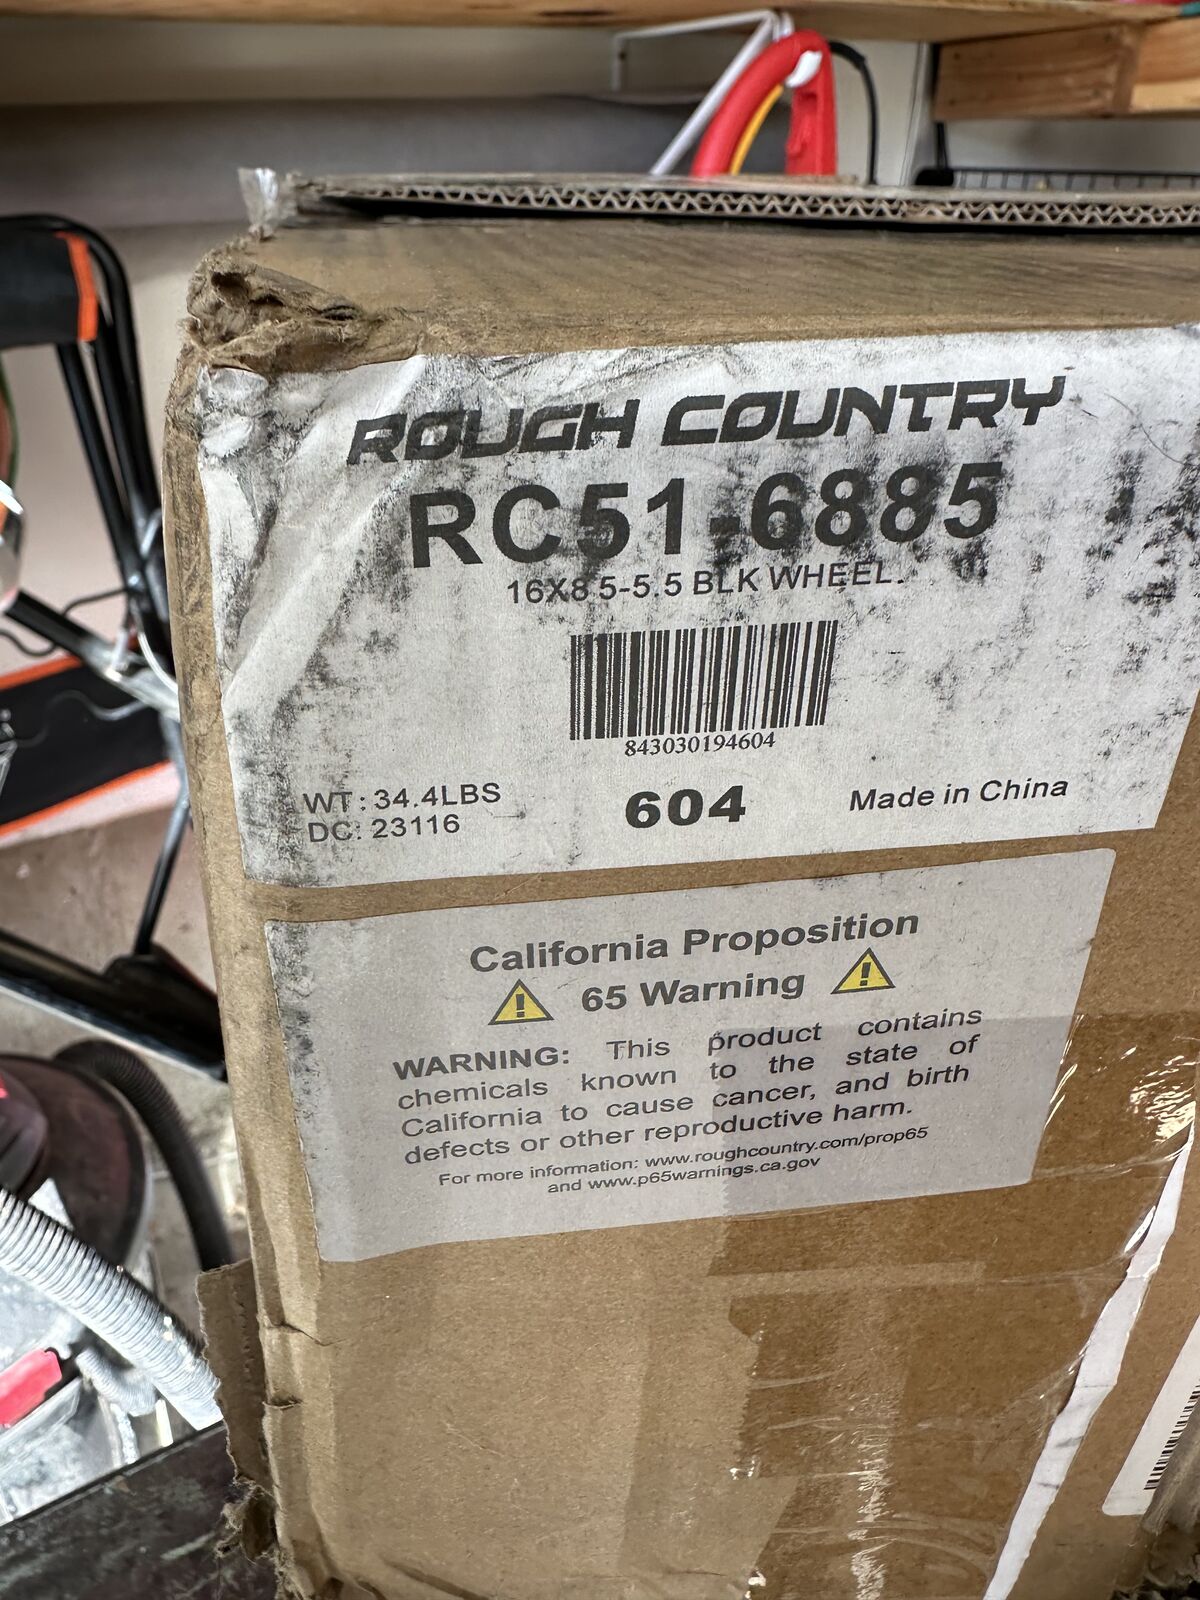 ROUGH COUNTRY
RC51-6885
16X8.5-5.5 BLK WHEEL.
843030194604
WT: 34.4LBS
DC: 23116
604
Made in China
California Proposition
65 Warning
WARNING: This product contains
chemicals known to the state of
California to cause cancer, and birth
defects or other reproductive harm.
For more information: www.roughcountry.com/prop65
and www.p65warnings.ca.gov